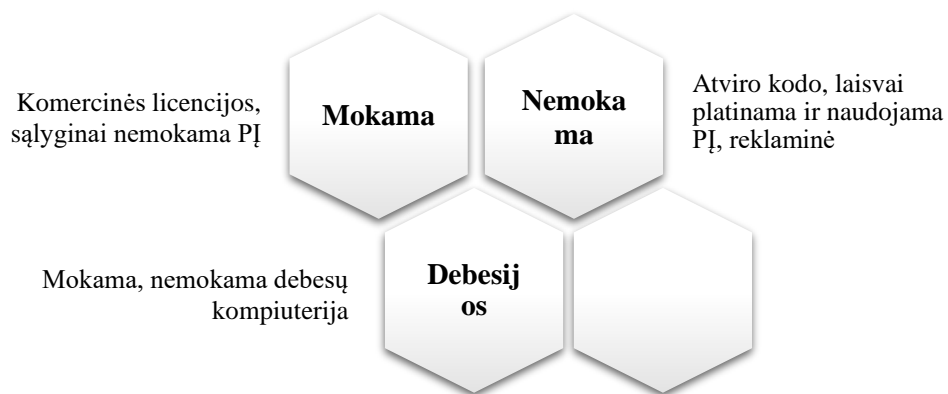 Komercinės licencijos,
sąlyginai nemokama PĮ
Mokama
Nemoka
ma
Atviro kodo, laisvai
platinama ir naudojama
PĮ, reklaminė
Mokama, nemokama debesų
kompiuterija
Debesij
os